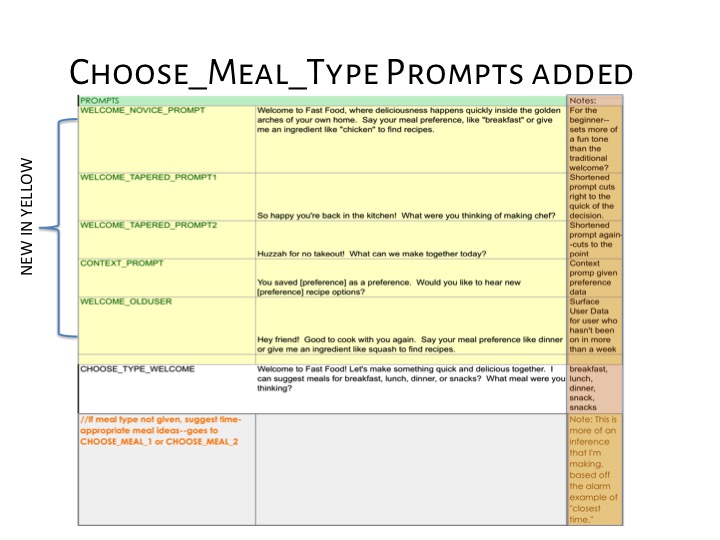 CHOOSE_MEAL_TYPE PROMPTS ADDED
NEW IN YELLOW
PROMPTS
Notes:
WELCOME_NOVICE_PROMPT
Welcome to Fast Food, where deliciousness happens quickly inside the golden
arches of your own home.  Say your meal preference, like "breakfast" or give
me an ingredient like "chicken" to find recipes.
For the
beginner--
sets more of
a fun tone
than the
traditional
welcome?
WELCOME_TAPERED_PROMPT1
So happy you're back in the kitchen!  What were you thinking of making chef?
Shortened
prompt cuts
right to the
quick of the
decision.
WELCOME_TAPERED_PROMPT2
Huzzah for no takeout!  What can we make together today?
Shortened
prompt again-
-cuts to the
point
CONTEXT_PROMPT
You saved [preference] as a preference.  Would you like to hear new
[preference] recipe options?
Context
promp given
preference
data
WELCOME_OLDUSER
Hey friend!  Good to cook with you again.  Say your meal preference like dinner
or give me an ingredient like squash to find recipes.
Surface
User Data
for user who
hasn't been
on in more
than a week
CHOOSE_TYPE_WELCOME
Welcome to Fast Food! Let's make something quick and delicious together.  I
can suggest meals for breakfast, lunch, dinner, or snacks?  What meal were you
thinking?
breakfast,
lunch,
dinner,
snack,
snacks
//If meal type not given, suggest time-
appropriate meal ideas--goes to
CHOOSE_MEAL_1 or CHOOSE_MEAL_2
Note: This is
more of an
inference
that I'm
making,
based off
the alarm
example of
"closest
time."